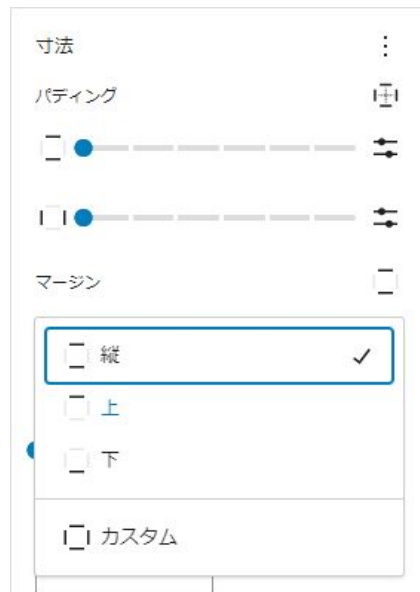 寸法
パディング
マージン
縦
上
下
カスタム